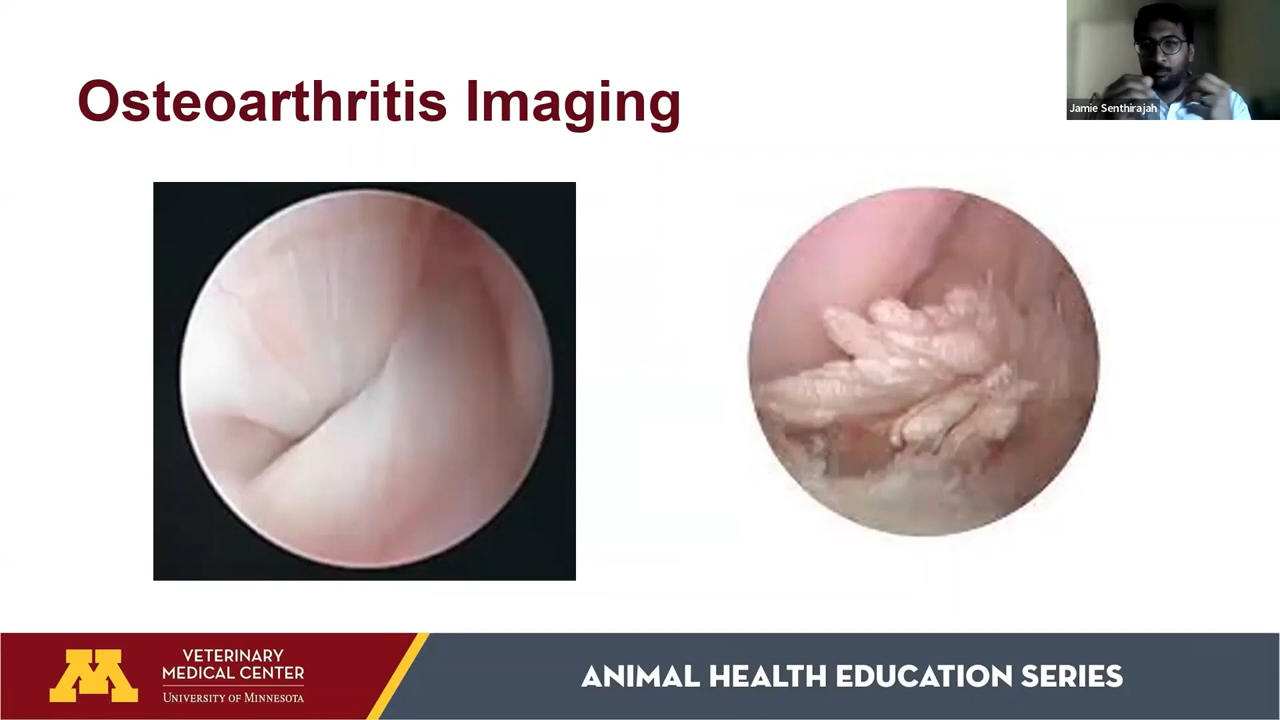 Osteoarthritis Imaging
Jamie Senthirajah
VETERINARY
MEDICAL CENTER
UNIVERSITY OF MINNESOTA
ANIMAL HEALTH EDUCATION SERIES